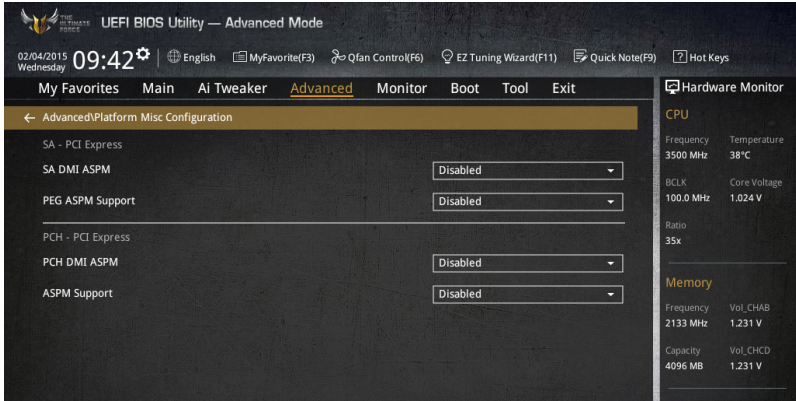 THE ULTIMATE FORCE UEFI BIOS Utility — Advanced Mode
02/04/2015 Wednesday 09:42 English MyFavorite(F3) Qfan Control(F6) EZ Tuning Wizard(F11) Quick Note(F9) ? Hot Keys
My Favorites Main Ai Tweaker Advanced Monitor Boot Tool Exit
← Advanced\Platform Misc Configuration
SA - PCI Express
SA DMI ASPM Disabled
PEG ASPM Support Disabled
PCH - PCI Express
PCH DMI ASPM Disabled
ASPM Support Disabled
Hardware Monitor
CPU
Frequency Temperature
3500 MHz 38°C
BCLK Core Voltage
100.0 MHz 1.024 V
Ratio
35x
Memory
Frequency Vol_CHAB
2133 MHz 1.231 V
Capacity Vol_CHCD
4096 MB 1.231 V